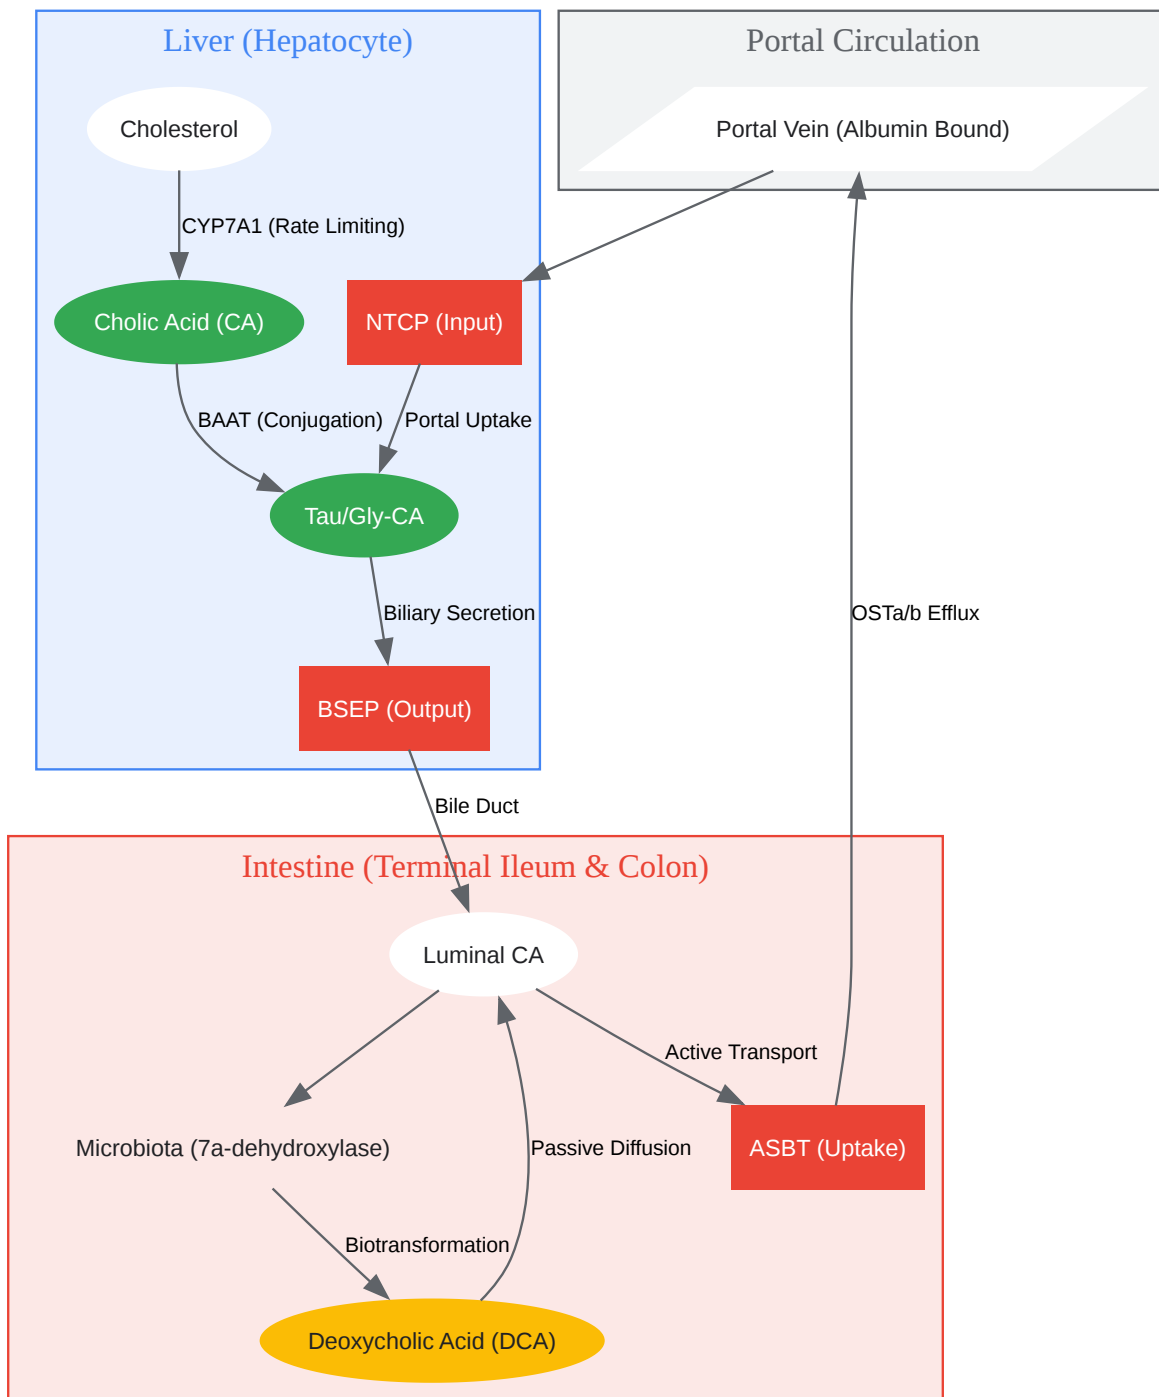 Liver (Hepatocyte)
Portal Circulation
Cholesterol
Portal Vein (Albumin Bound)
CYP7A1 (Rate Limiting)
Cholic Acid (CA)
NTCP (Input)
BAAT (Conjugation)
Portal Uptake
Tau/Gly-CA
Biliary Secretion
OSTa/b Efflux
BSEP (Output)
Bile Duct
Intestine (Terminal Ileum & Colon)
Luminal CA
Active Transport
Microbiota (7a-dehydroxylase)
Passive Diffusion
ASBT (Uptake)
Biotransformation
Deoxycholic Acid (DCA)